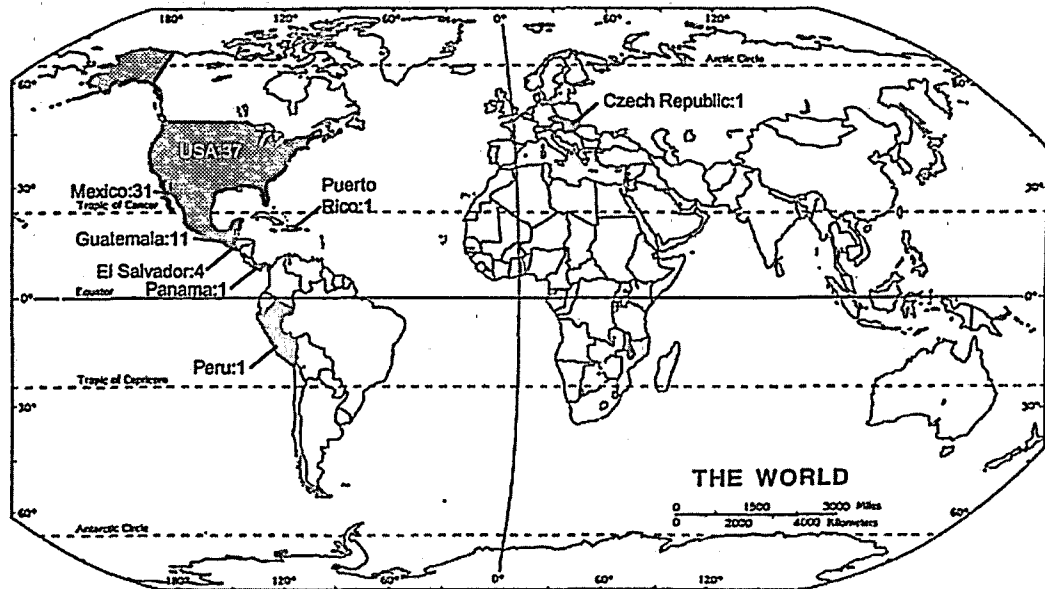 180° 120° 60° 0° 60° 120°
Arctic Circle
60°
Czech Republic:1
USA:37
30°
Mexico:31
Puerto
Rico:1
30°
Tropic of Cancer
Guatemala:11
El Salvador:4
Panama:1
0° Equator 0°
Peru:1
Tropic of Capricorn
30° 30°
THE WORLD
0 1500 3000 Miles
0 2000 4000 Kilometers
60° 60°
Antarctic Circle
180° 120° 60° 0° 60° 120°